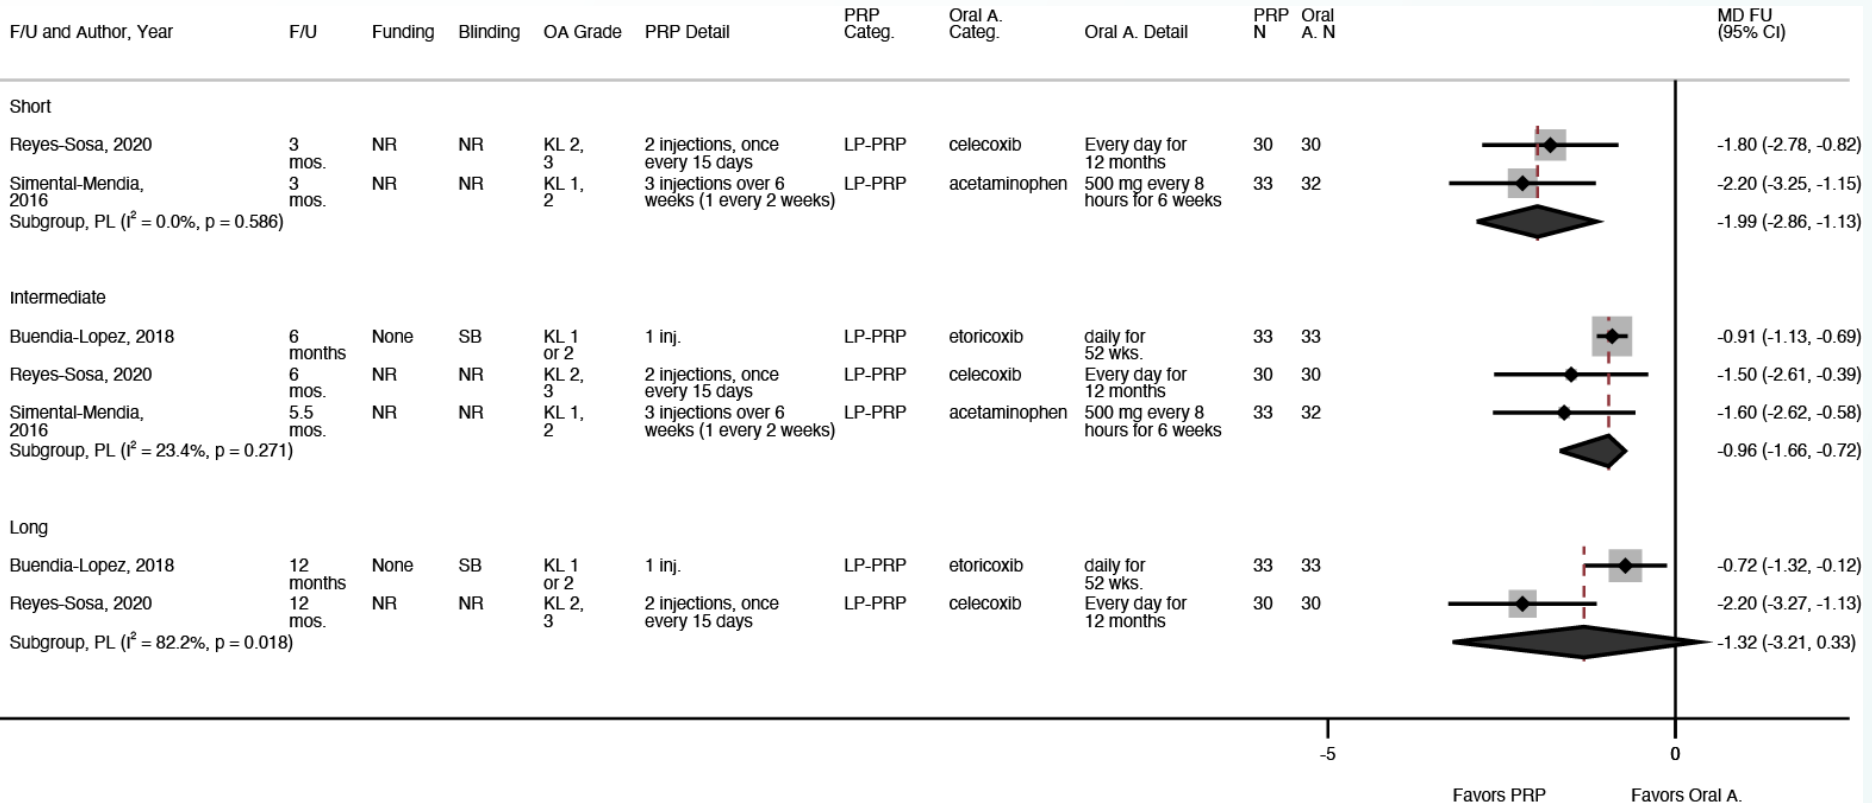 PRP Oral A. PRP Oral MD FU
F/U and Author, Year F/U Funding Blinding OA Grade PRP Detail Categ. Categ. Oral A. Detail N A. N (95% CI)
Short
Reyes-Sosa, 2020 3 NR NR KL 2, 2 injections, once LP-PRP celecoxib Every day for 30 30 -1.80 (-2.78, -0.82)
mos. 3 every 15 days 12 months
Simental-Mendia, 3 NR NR KL 1, 3 injections over 6 LP-PRP acetaminophen 500 mg every 8 33 32 -2.20 (-3.25, -1.15)
2016 mos. 2 weeks (1 every 2 weeks) hours for 6 weeks
Subgroup, PL (I² = 0.0%, p = 0.586) -1.99 (-2.86, -1.13)
Intermediate
Buendia-Lopez, 2018 6 None SB KL 1 1 inj. LP-PRP etoricoxib daily for 33 33 -0.91 (-1.13, -0.69)
months or 2 52 wks.
Reyes-Sosa, 2020 6 NR NR KL 2, 2 injections, once LP-PRP celecoxib Every day for 30 30 -1.50 (-2.61, -0.39)
mos. 3 every 15 days 12 months
Simental-Mendia, 5.5 NR NR KL 1, 3 injections over 6 LP-PRP acetaminophen 500 mg every 8 33 32 -1.60 (-2.62, -0.58)
2016 mos. 2 weeks (1 every 2 weeks) hours for 6 weeks
Subgroup, PL (I² = 23.4%, p = 0.271) -0.96 (-1.66, -0.72)
Long
Buendia-Lopez, 2018 12 None SB KL 1 1 inj. LP-PRP etoricoxib daily for 33 33 -0.72 (-1.32, -0.12)
months or 2 52 wks.
Reyes-Sosa, 2020 12 NR NR KL 2, 2 injections, once LP-PRP celecoxib Every day for 30 30 -2.20 (-3.27, -1.13)
mos. 3 every 15 days 12 months
Subgroup, PL (I² = 82.2%, p = 0.018) -1.32 (-3.21, 0.33)
-5 0
Favors PRP Favors Oral A.